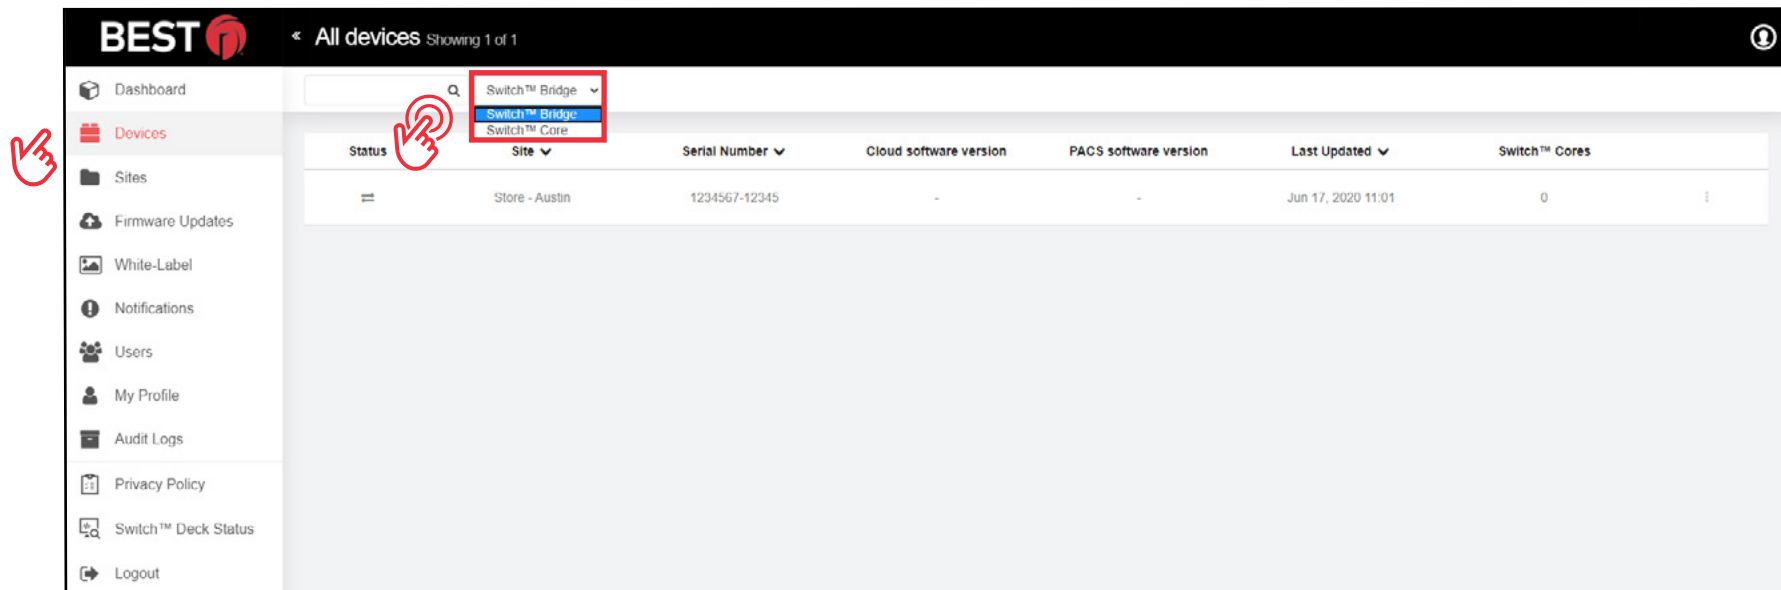 BEST
« All devices Showing 1 of 1
Dashboard
Switch™ Bridge
Switch™ Bridge
Switch™ Core
Devices
Status Site Serial Number Cloud software version PACS software version Last Updated Switch™ Cores
Sites
Store - Austin 1234567-12345 - - Jun 17, 2020 11:01 0
Firmware Updates
White-Label
Notifications
Users
My Profile
Audit Logs
Privacy Policy
Switch™ Deck Status
Logout